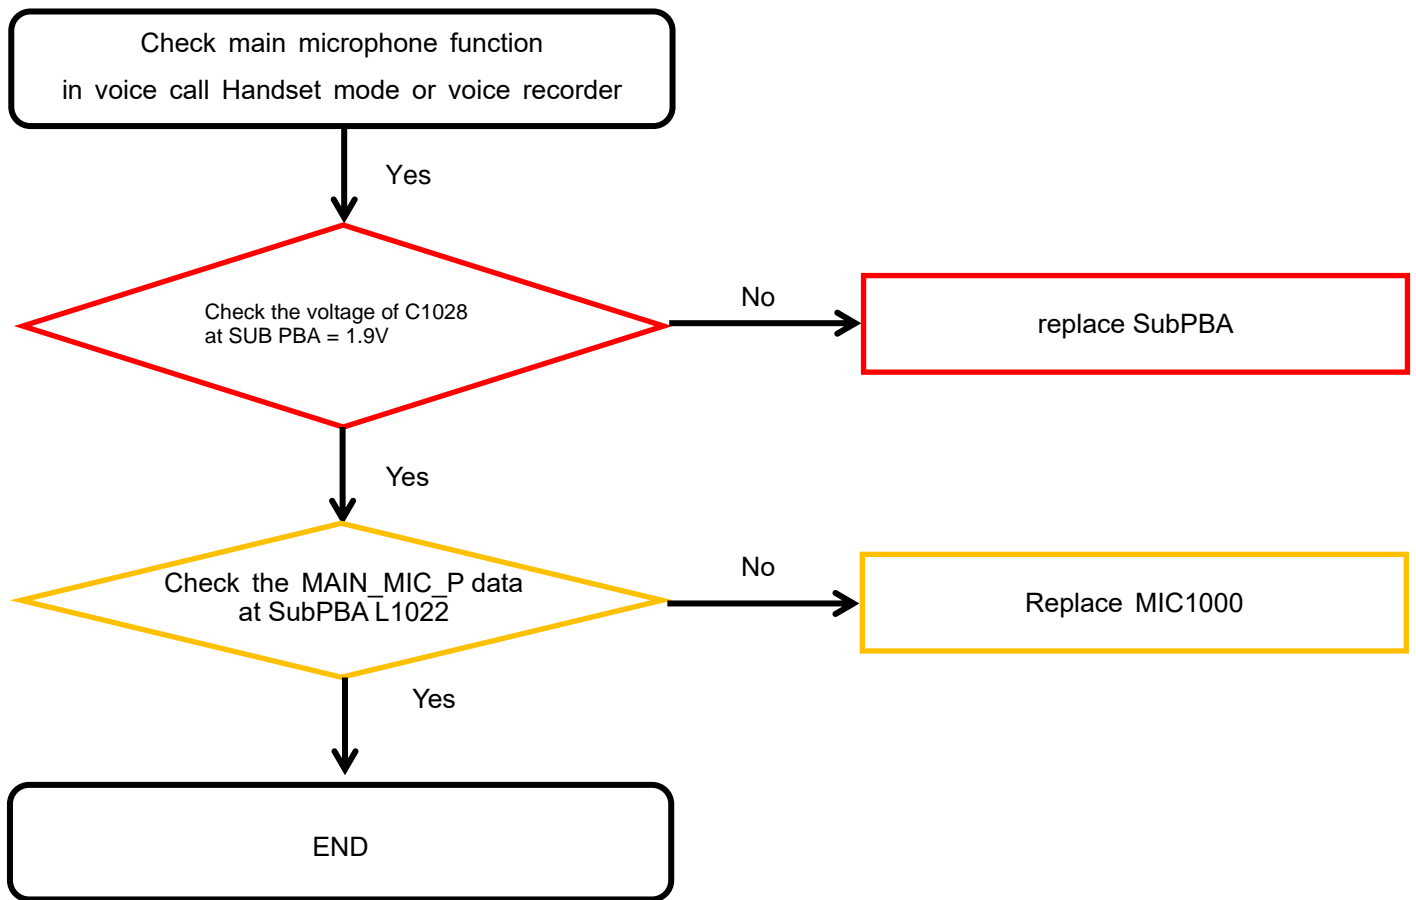 Check main microphone function
in voice call Handset mode or voice recorder
Yes
Check the voltage of C1028
at SUB PBA = 1.9V
No
replace SubPBA
Yes
Check the MAIN_MIC_P data
at SubPBA L1022
No
Replace MIC1000
Yes
END